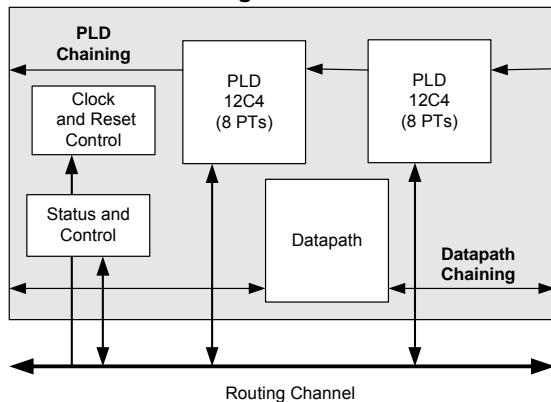 PLD
Chaining
PLD
12C4
(8 PTs)
PLD
12C4
(8 PTs)
Clock
and Reset
Control
Status and
Control
Datapath
Datapath
Chaining
Routing Channel